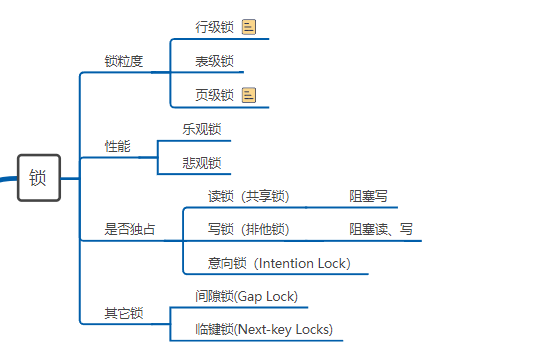 锁
锁粒度
行级锁
表级锁
页级锁
性能
乐观锁
悲观锁
是否独占
读锁（共享锁） 阻塞写
写锁（排他锁） 阻塞读、写
意向锁（Intention Lock）
其它锁
间隙锁(Gap Lock)
临键锁(Next-key Locks)